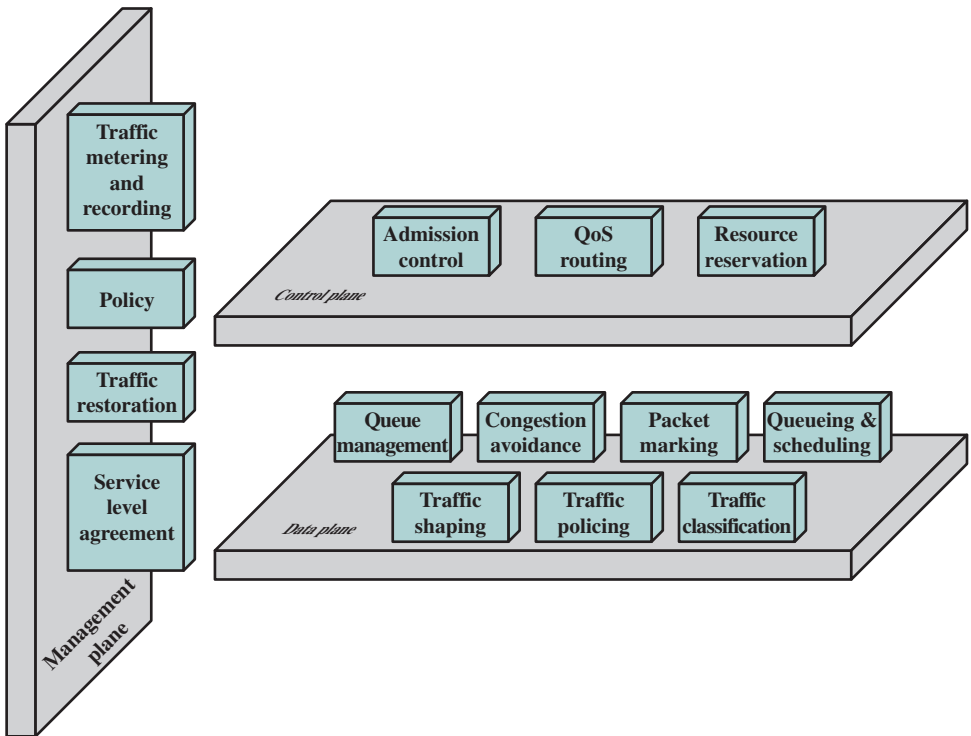 Traffic
metering
and
recording
Policy
Traffic
restoration
Service
level
agreement
Management
plane
Admission
control
QoS
routing
Resource
reservation
Control plane
Queue
management
Congestion
avoidance
Packet
marking
Queueing &
scheduling
Traffic
shaping
Traffic
policing
Traffic
classification
Data plane